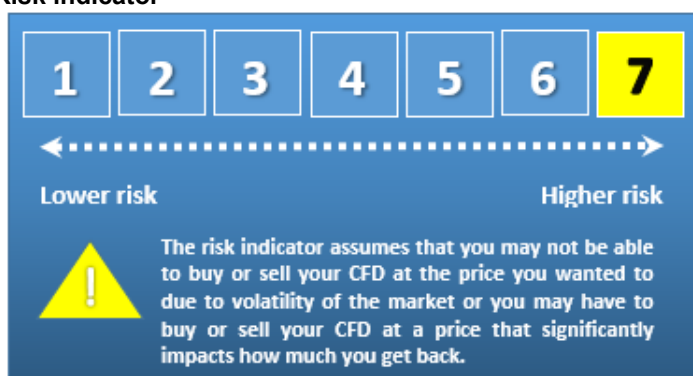 Risk indicator
1 2 3 4 5 6 7
Lower risk Higher risk
!
The risk indicator assumes that you may not be able
to buy or sell your CFD at the price you wanted to
due to volatility of the market or you may have to
buy or sell your CFD at a price that significantly
impacts how much you get back.